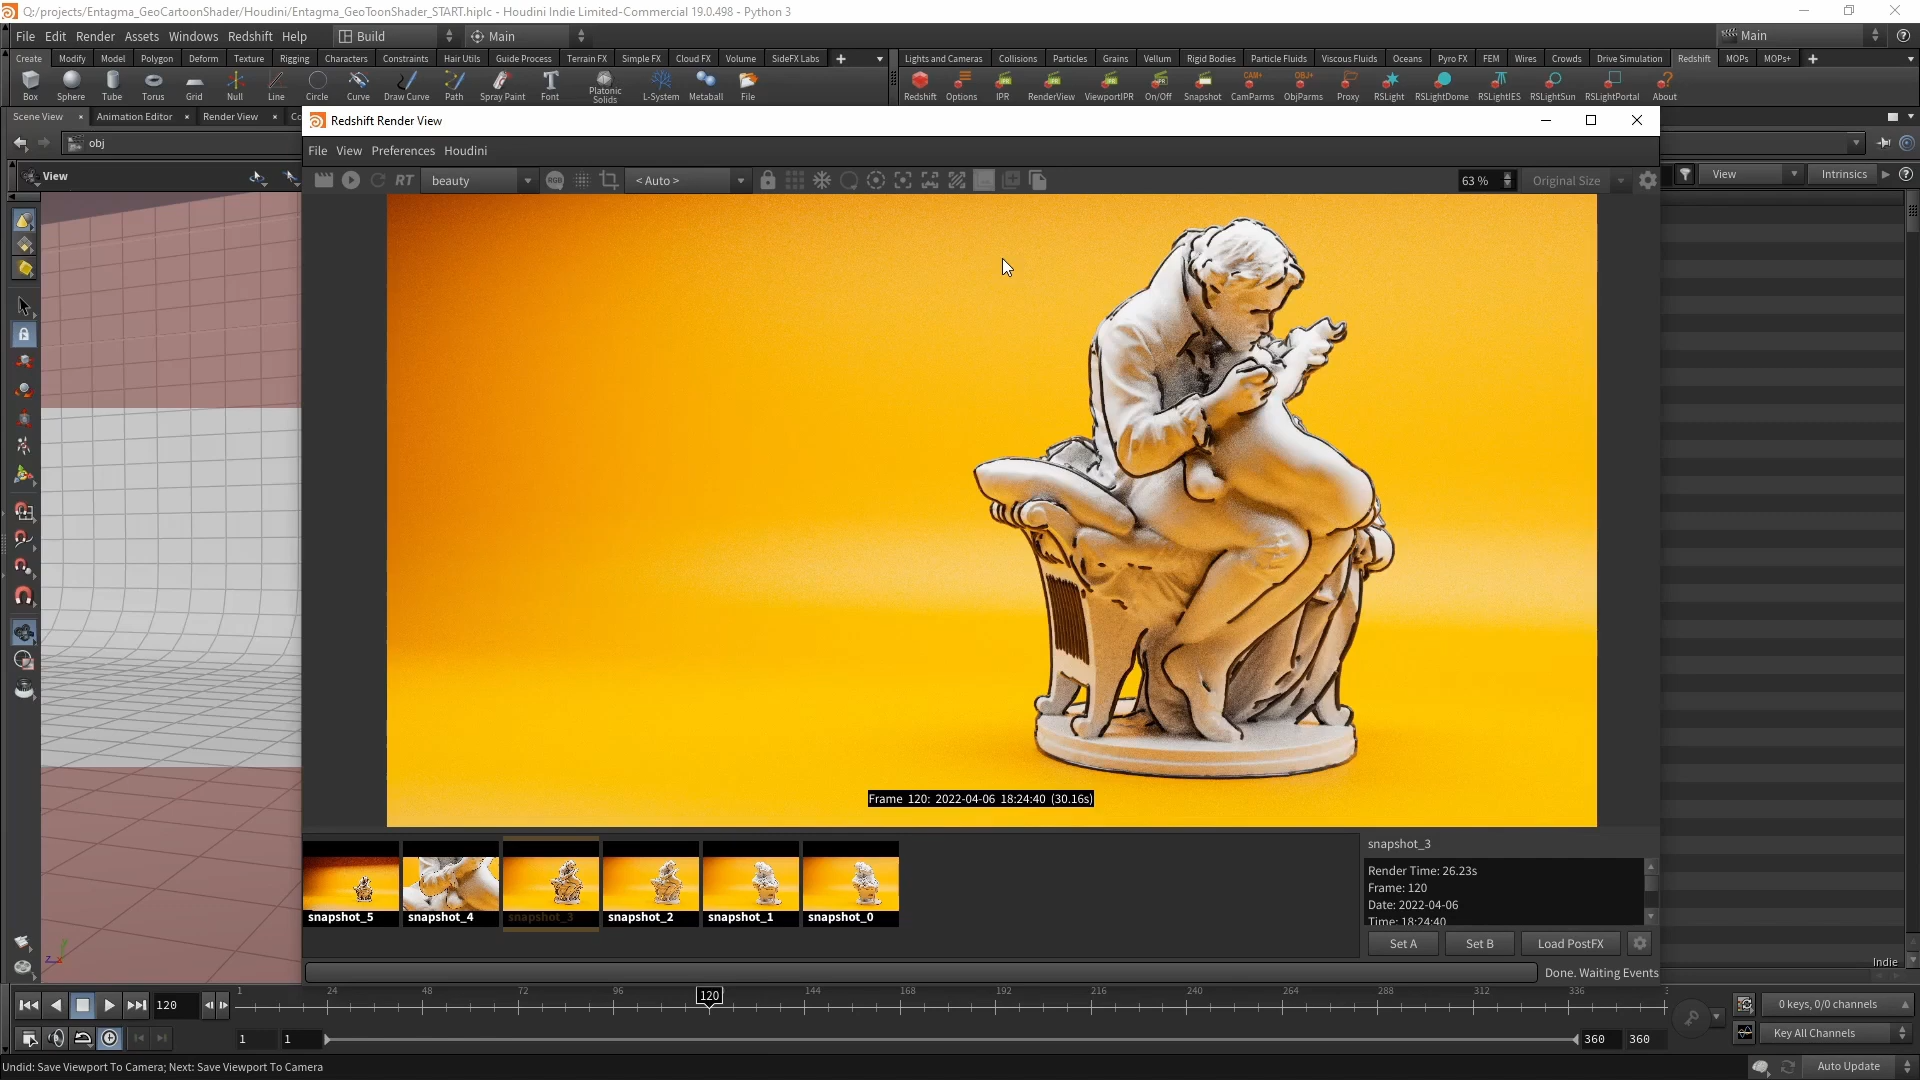 Q:/projects/Entagma_GeoCartoonShader/Houdini/Entagma_GeoToonShader_START.hiplc - Houdini Indie Limited-Commercial 19.0.498 - Python 3
File Edit Render Assets Windows Redshift Help Build Main Main
Create Modify Model Polygon Deform Texture Rigging Characters Constraints Hair Utils Guide Process Terrain FX Simple FX Cloud FX Volume SideFX Labs Lights and Cameras Collisions Particles Grains Vellum Rigid Bodies Particle Fluids Viscous Fluids Oceans Pyro FX FEM Wires Crowds Drive Simulation Redshift MOPs MOPs+
Box Sphere Tube Torus Grid Null Line Circle Curve Draw Curve Path Spray Paint Font Platonic Solids L-System Metaball File Redshift Options IPR RenderView ViewportIPR On/Off Snapshot CamParms ObjParms Proxy RSLight RSLightDome RSLightIES RSLightSun RSLightPortal About
Scene View Animation Editor Render View Co
Redshift Render View
obj
File View Preferences Houdini
View
RT beauty RGB < Auto > 63 % Original Size
View Intrinsics
Frame 120: 2022-04-06 18:24:40 (30.16s)
snapshot_5 snapshot_4 snapshot_3 snapshot_2 snapshot_1 snapshot_0
snapshot_3
Render Time: 26.23s
Frame: 120
Date: 2022-04-06
Time: 18:24:40
Set A Set B Load PostFX
Indie
Done. Waiting Events
120 1 24 48 72 96 120 144 168 192 216 240 264 288 312 336
0 keys, 0/0 channels
1 1 360 360
Key All Channels
Undid: Save Viewport To Camera; Next: Save Viewport To Camera
Auto Update